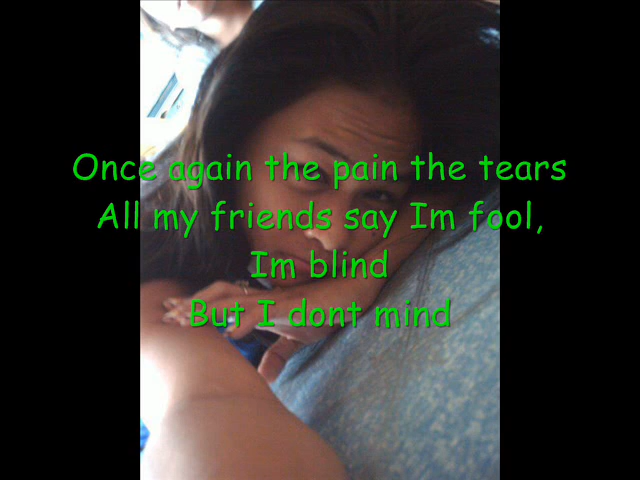 Once again the pain the tears
All my friends say Im fool,
Im blind
But I dont mind